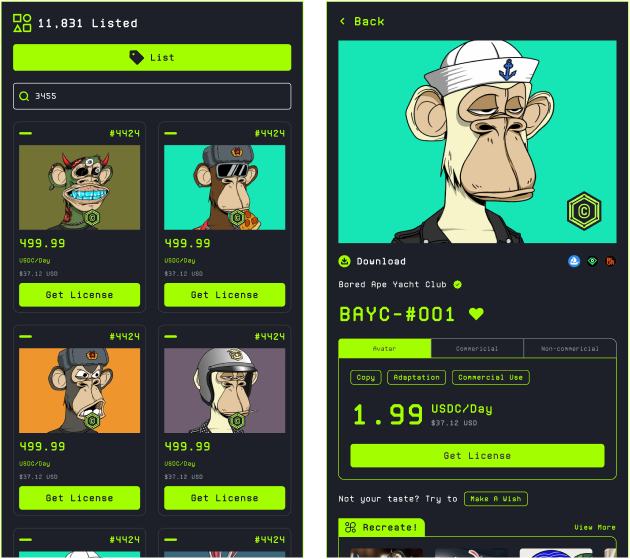 11,831 Listed
List
3455
#4424
499.99
USDC/Day
$37.12 USD
Get License
#4424
499.99
USDC/Day
$37.12 USD
Get License
#4424
499.99
USDC/Day
$37.12 USD
Get License
#4424
499.99
USDC/Day
$37.12 USD
Get License
#4424
#4424
Back
Download
Bored Ape Yacht Club
BAYC-#001
Avatar
Commericial
Non-commericial
Copy
Adaptation
Commercial Use
1.99 USDC/Day
$37.12 USD
Get License
Not your taste? Try to Make A Wish
Recreate!
View More